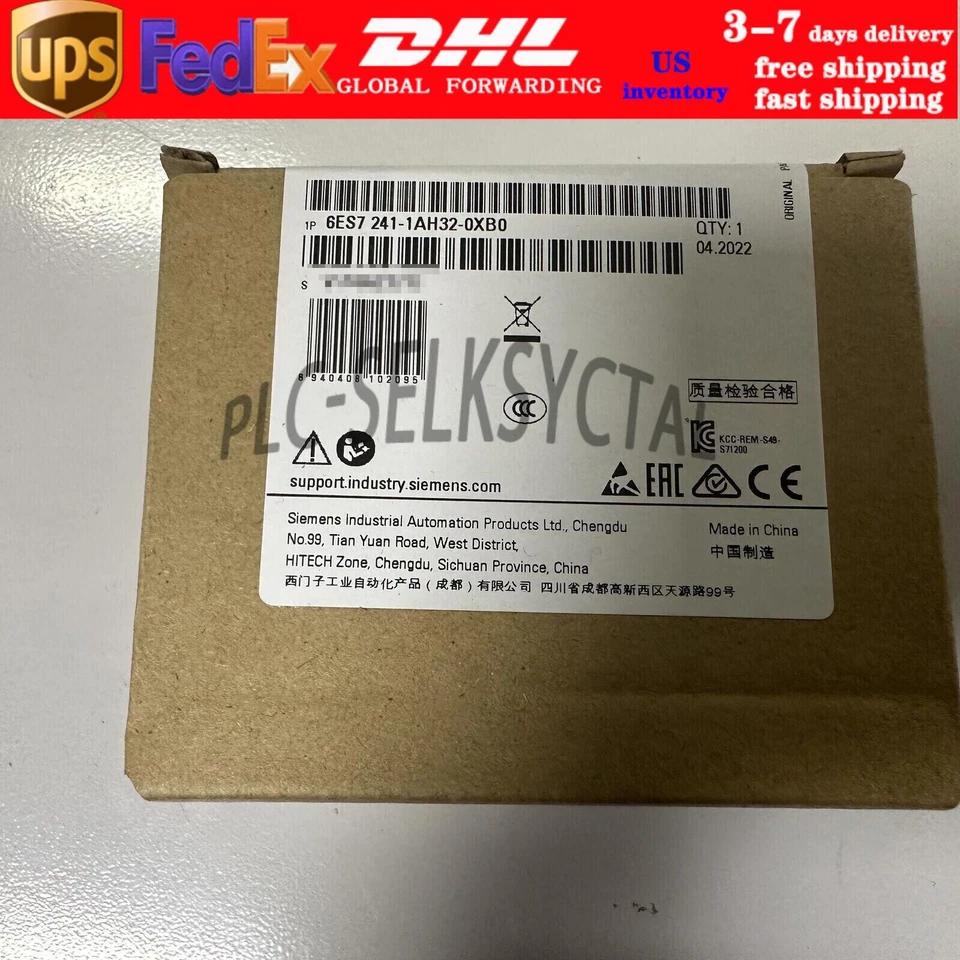 ups
FedEx
DHL
GLOBAL FORWARDING
US
inventory
3-7 days delivery
free shipping
fast shipping
ORIGINAL
1P 6ES7 241-1AH32-0XB0
QTY: 1
04.2022
S
8 940408 102095
PLC-SELKSYCTAL
CCC
质量检验合格
KCC-REM-S49-
S71200
support.industry.siemens.com
EAC
CE
Siemens Industrial Automation Products Ltd., Chengdu
No.99, Tian Yuan Road, West District,
HITECH Zone, Chengdu, Sichuan Province, China
Made in China
中国制造
西门子工业自动化产品（成都）有限公司 四川省成都高新西区天源路99号